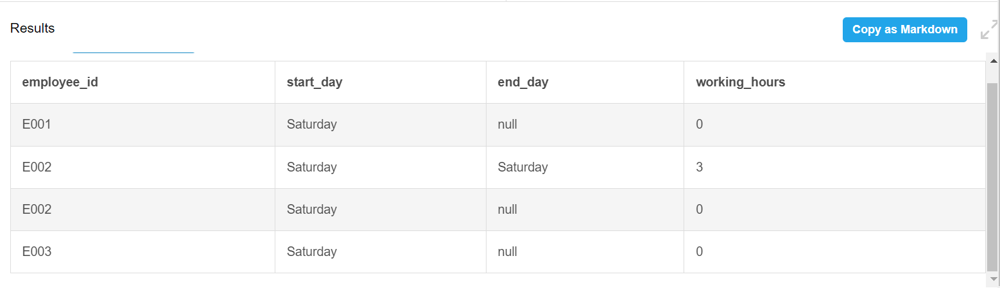 Results
Copy as Markdown
employee_id start_day end_day working_hours
E001 Saturday null 0
E002 Saturday Saturday 3
E002 Saturday null 0
E003 Saturday null 0